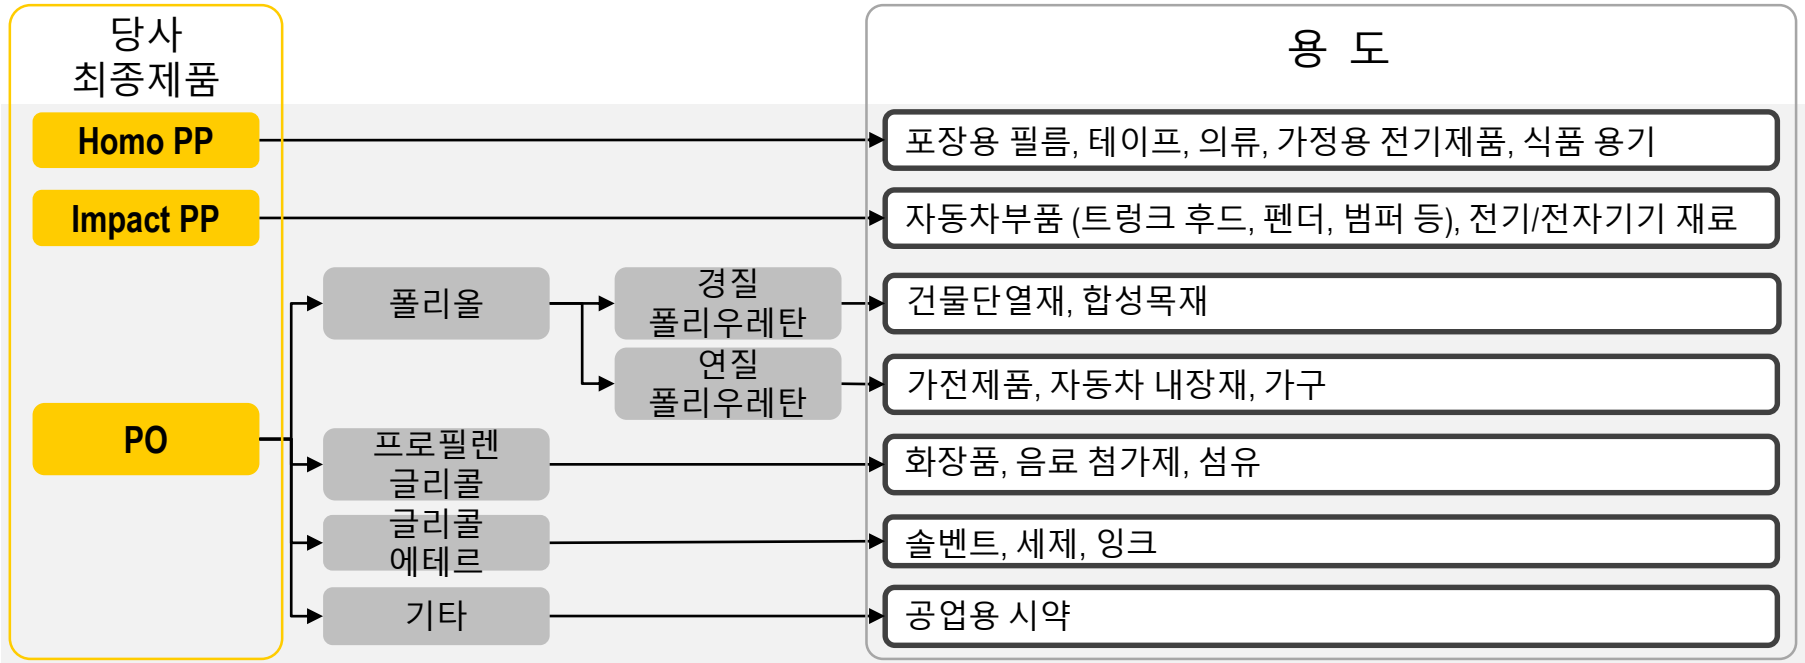 당사
최종제품
용 도
Homo PP
포장용 필름, 테이프, 의류, 가정용 전기제품, 식품 용기
Impact PP
자동차부품 (트렁크 후드, 펜더, 범퍼 등), 전기/전자기기 재료
PO
폴리올
경질
폴리우레탄
건물단열재, 합성목재
연질
폴리우레탄
가전제품, 자동차 내장재, 가구
프로필렌
글리콜
화장품, 음료 첨가제, 섬유
글리콜
에테르
솔벤트, 세제, 잉크
기타
공업용 시약